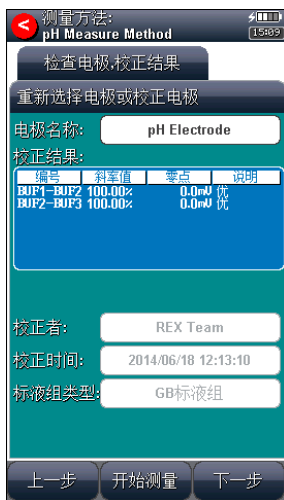 测量方法:
pH Measure Method
15:09
检查电极,校正结果
重新选择电极或校正电极
电极名称: pH Electrode
校正结果:
编号 斜率值 零点 说明
BUF1-BUF2 100.00% 0.0mV 优
BUF2-BUF3 100.00% 0.0mV 优
校正者: REX Team
校正时间: 2014/06/18 12:13:10
标液组类型: GB标液组
上一步 开始测量 下一步